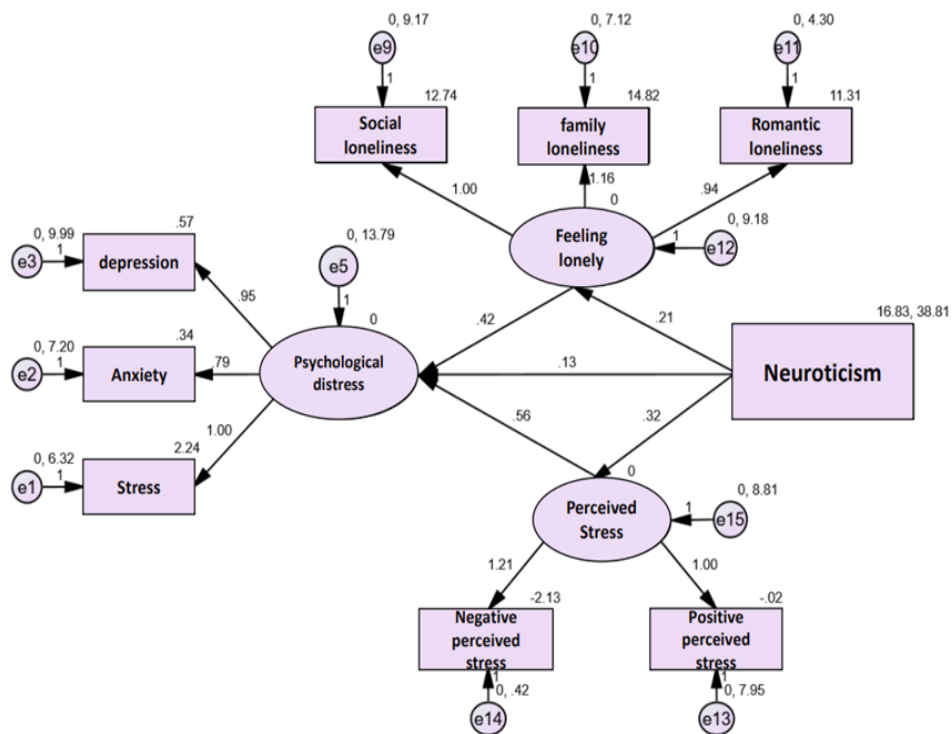 0, 9.17
e9
1
12.74
Social
loneliness
0, 7.12
e10
1
14.82
family
loneliness
0, 4.30
e11
1
11.31
Romantic
loneliness
1.00
1.16
.94
0
Feeling
lonely
0, 9.18
1
e12
0, 9.99
e3
1
.57
depression
.95
0, 13.79
e5
1
0
Psychological
distress
.42
.21
16.83, 38.81
Neuroticism
0, 7.20
e2
1
.34
Anxiety
.79
.13
.56
.32
0, 6.32
e1
1
2.24
Stress
1.00
0
Perceived
Stress
0, 8.81
1
e15
1.21
1.00
-2.13
Negative
perceived
stress
1
0, .42
e14
-.02
Positive
perceived
stress
1
0, 7.95
e13